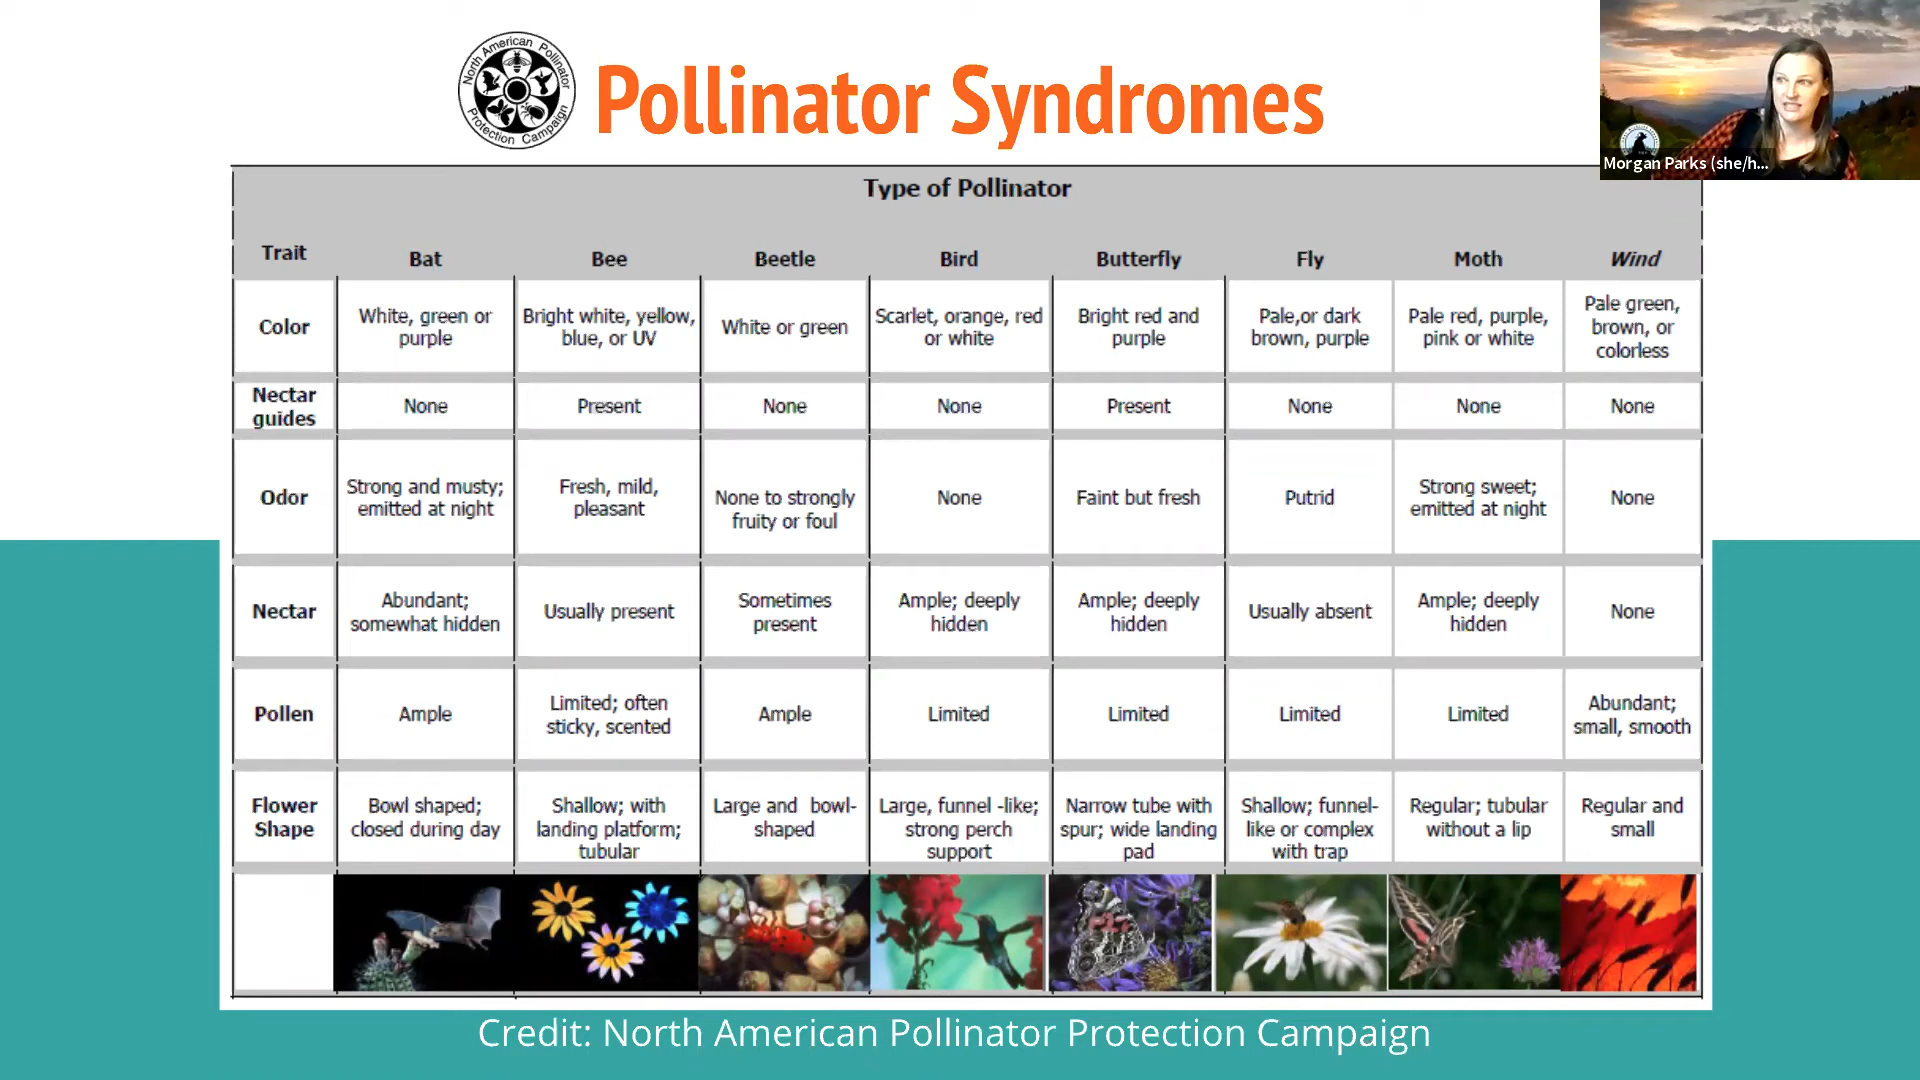 North American Pollinator
Protection Campaign
Pollinator Syndromes
Morgan Parks (she/h...
Type of Pollinator
Trait Bat Bee Beetle Bird Butterfly Fly Moth Wind
Color
White, green or
purple
Bright white, yellow,
blue, or UV
White or green
Scarlet, orange, red
or white
Bright red and
purple
Pale,or dark
brown, purple
Pale red, purple,
pink or white
Pale green,
brown, or
colorless
Nectar
guides
None
Present
None
None
Present
None
None
None
Odor
Strong and musty;
emitted at night
Fresh, mild,
pleasant
None to strongly
fruity or foul
None
Faint but fresh
Putrid
Strong sweet;
emitted at night
None
Nectar
Abundant;
somewhat hidden
Usually present
Sometimes
present
Ample; deeply
hidden
Ample; deeply
hidden
Usually absent
Ample; deeply
hidden
None
Pollen
Ample
Limited; often
sticky, scented
Ample
Limited
Limited
Limited
Limited
Abundant;
small, smooth
Flower
Shape
Bowl shaped;
closed during day
Shallow; with
landing platform;
tubular
Large and bowl-
shaped
Large, funnel -like;
strong perch
support
Narrow tube with
spur; wide landing
pad
Shallow; funnel-
like or complex
with trap
Regular; tubular
without a lip
Regular and
small
Credit: North American Pollinator Protection Campaign